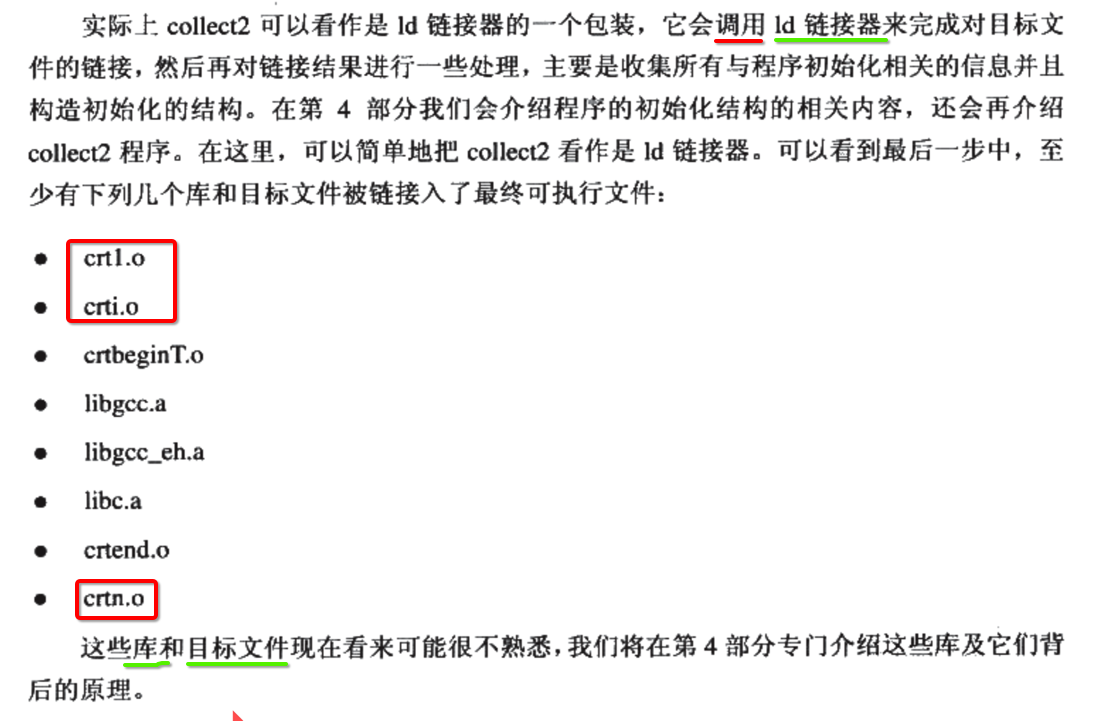 实际上 collect2 可以看作是 ld 链接器的一个包装，它会调用 ld 链接器来完成对目标文
件的链接，然后再对链接结果进行一些处理，主要是收集所有与程序初始化相关的信息并且
构造初始化的结构。在第 4 部分我们会介绍程序的初始化结构的相关内容，还会再介绍
collect2 程序。在这里，可以简单地把 collect2 看作是 ld 链接器。可以看到最后一步中，至
少有下列几个库和目标文件被链接入了最终可执行文件：
● crt1.o
● crti.o
● crtbeginT.o
● libgcc.a
● libgcc_eh.a
● libc.a
● crtend.o
● crtn.o
这些库和目标文件现在看来可能很不熟悉，我们将在第 4 部分专门介绍这些库及它们背
后的原理。